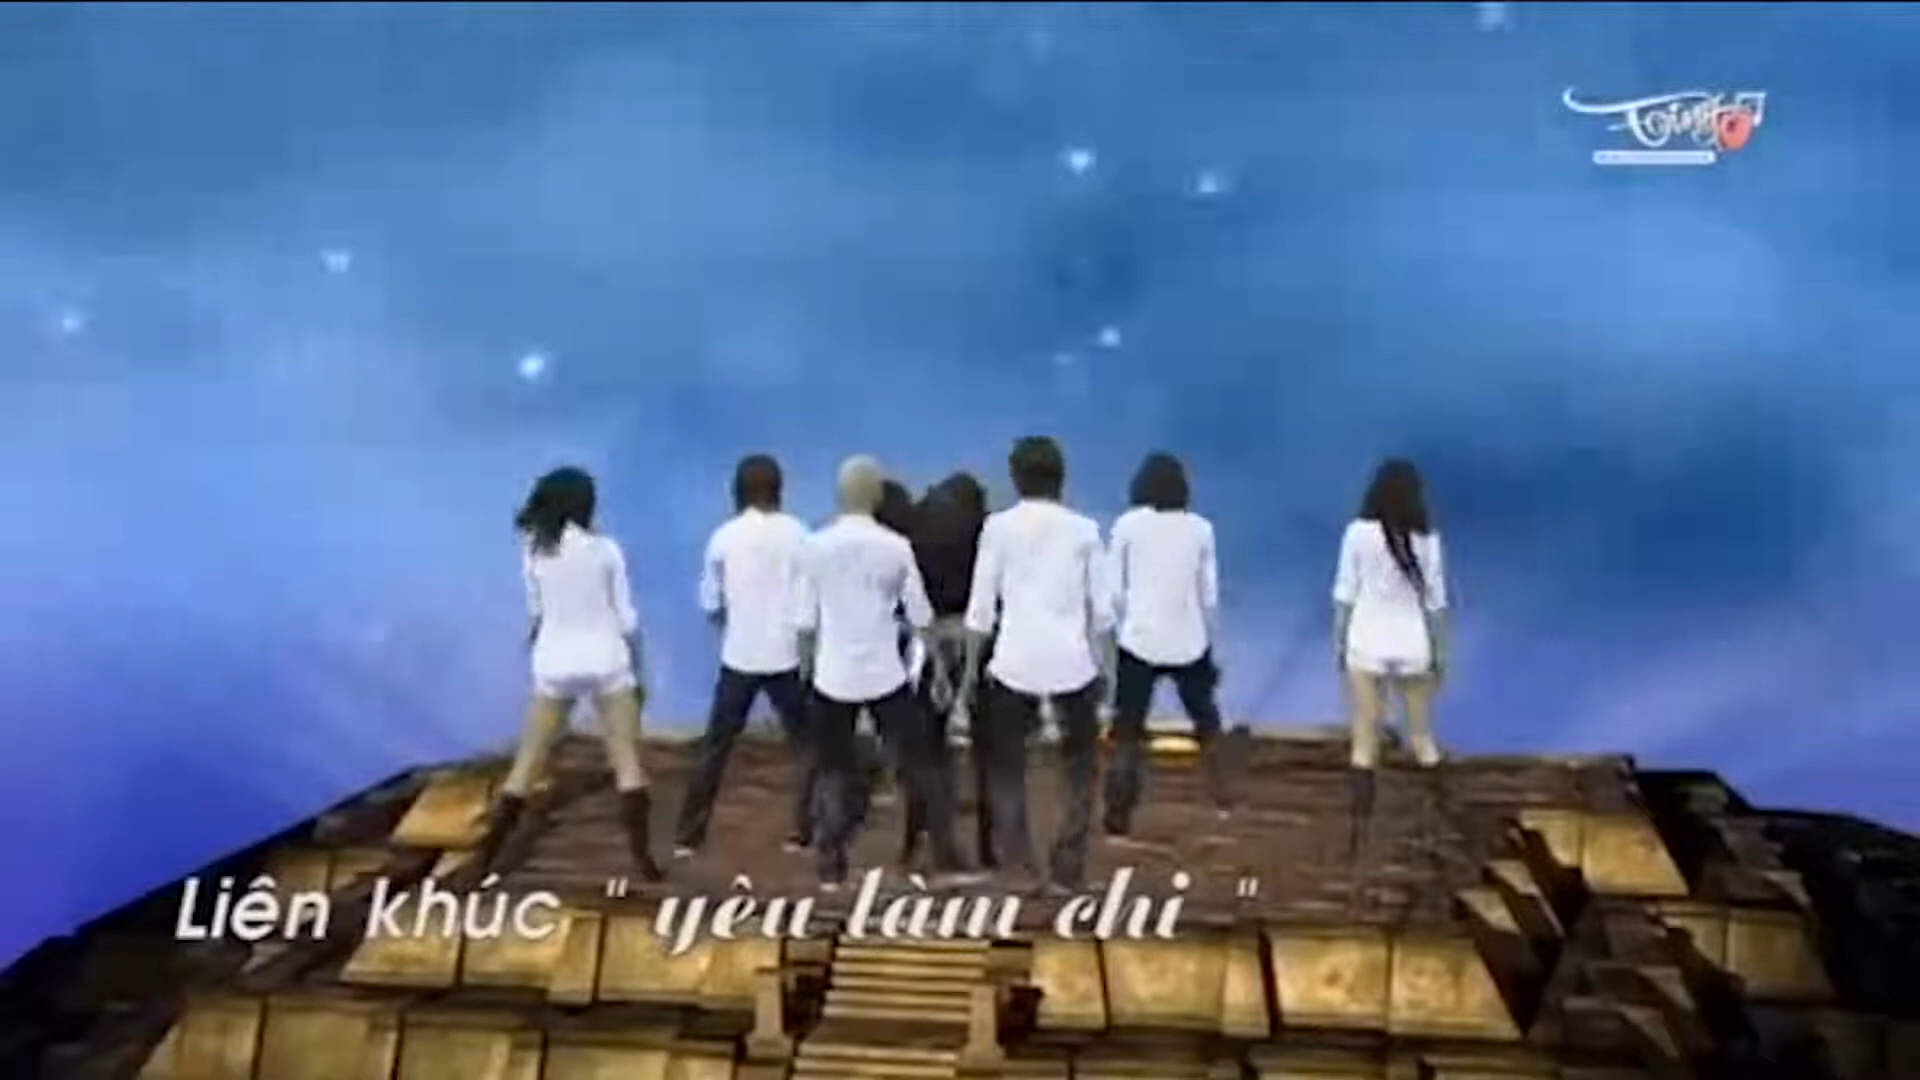 Liên khúc " yêu làm chi "